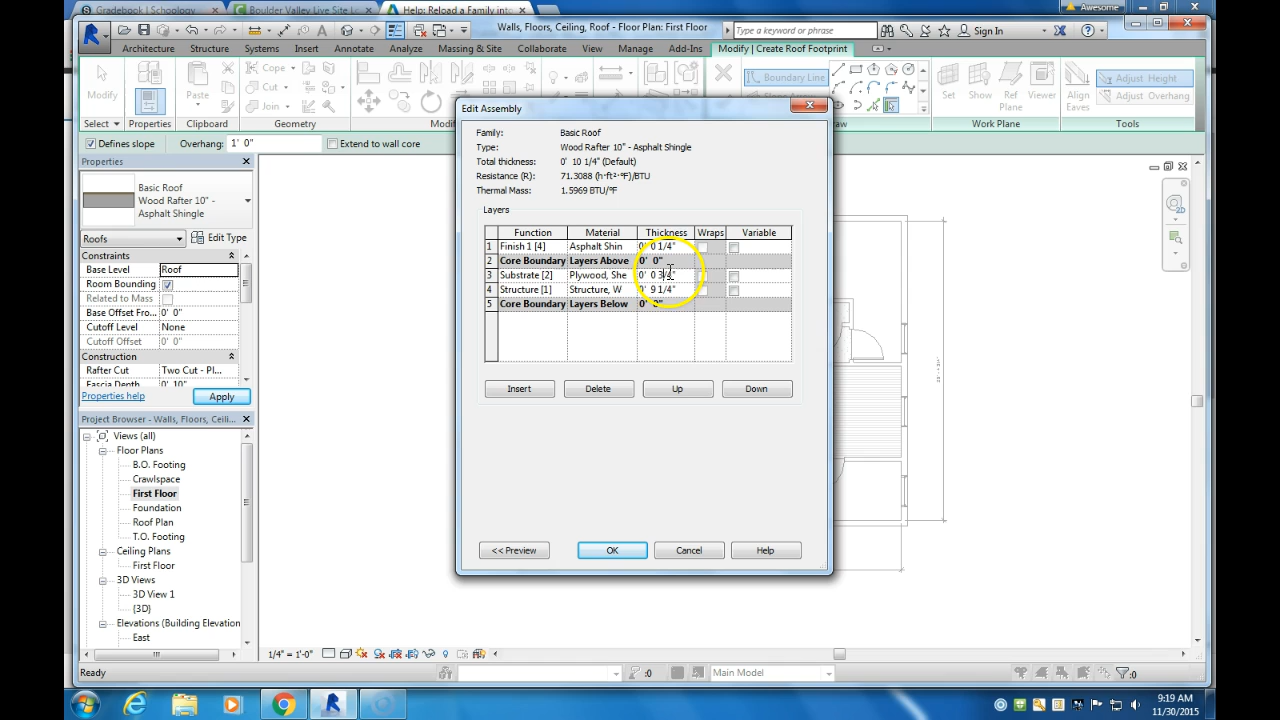 Gradebook | Schoology
Boulder Valley Live Site Lo
Help: Reload a Family into
Awesome
Walls, Floors, Ceiling, Roof - Floor Plan: First Floor
Type a keyword or phrase
Sign In
Architecture Structure Systems Insert Annotate Analyze Massing & Site Collaborate View Manage Add-Ins Modify | Create Roof Footprint
Modify
Paste
Cope
Cut
Join
Boundary Line
Set
Show
Ref Plane
Viewer
Align Eaves
Adjust Height
Adjust Overhang
Select
Properties
Clipboard
Geometry
Work Plane
Tools
Defines slope
Overhang: 1' 0"
Extend to wall core
Properties
Basic Roof
Wood Rafter 10" -
Asphalt Shingle
Roofs
Edit Type
Constraints
Base Level Roof
Room Bounding
Related to Mass
Base Offset From... 0' 0"
Cutoff Level None
Cutoff Offset 0' 0"
Construction
Rafter Cut Two Cut - Pl...
Fascia Depth 0' 10"
Properties help
Apply
Project Browser - Walls, Floors, Ceili...
Views (all)
Floor Plans
B.O. Footing
Crawlspace
First Floor
Foundation
Roof Plan
T.O. Footing
Ceiling Plans
First Floor
3D Views
3D View 1
{3D}
Elevations (Building Elevation
East
Edit Assembly
Family: Basic Roof
Type: Wood Rafter 10" - Asphalt Shingle
Total thickness: 0' 10 1/4" (Default)
Resistance (R): 71.3088 (h·ft²·°F)/BTU
Thermal Mass: 1.5969 BTU/°F
Layers
Function Material Thickness Wraps Variable
1 Finish 1 [4] Asphalt Shin 0' 0 1/4"
2 Core Boundary Layers Above 0' 0"
3 Substrate [2] Plywood, She 0' 0 3/4"
4 Structure [1] Structure, W 0' 9 1/4"
5 Core Boundary Layers Below 0' 0"
Insert
Delete
Up
Down
<< Preview
OK
Cancel
Help
1/4" = 1'-0"
Ready
:0
Main Model
:0
9:19 AM
11/30/2015